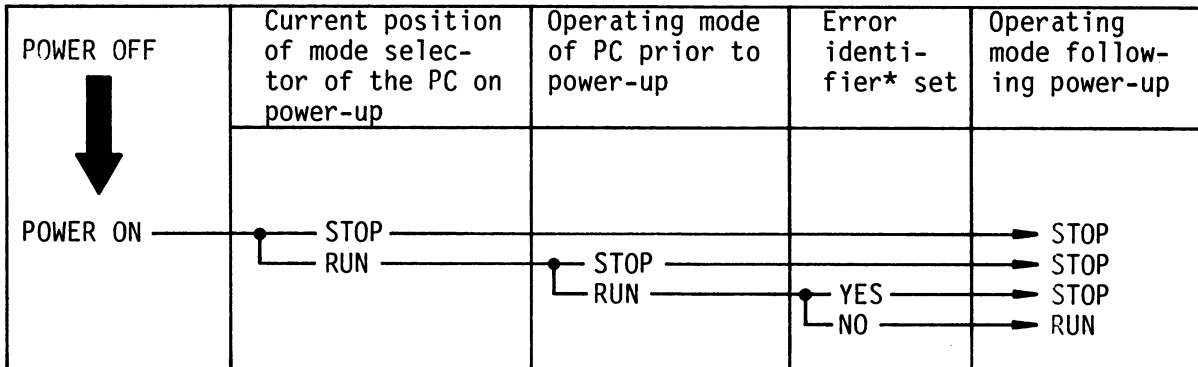 POWER OFF
Current position
of mode selec-
tor of the PC on
power-up
Operating mode
of PC prior to
power-up
Error
identi-
fier* set
Operating
mode follow-
ing power-up
POWER ON
STOP
STOP
RUN
STOP
STOP
RUN
YES
STOP
NO
RUN